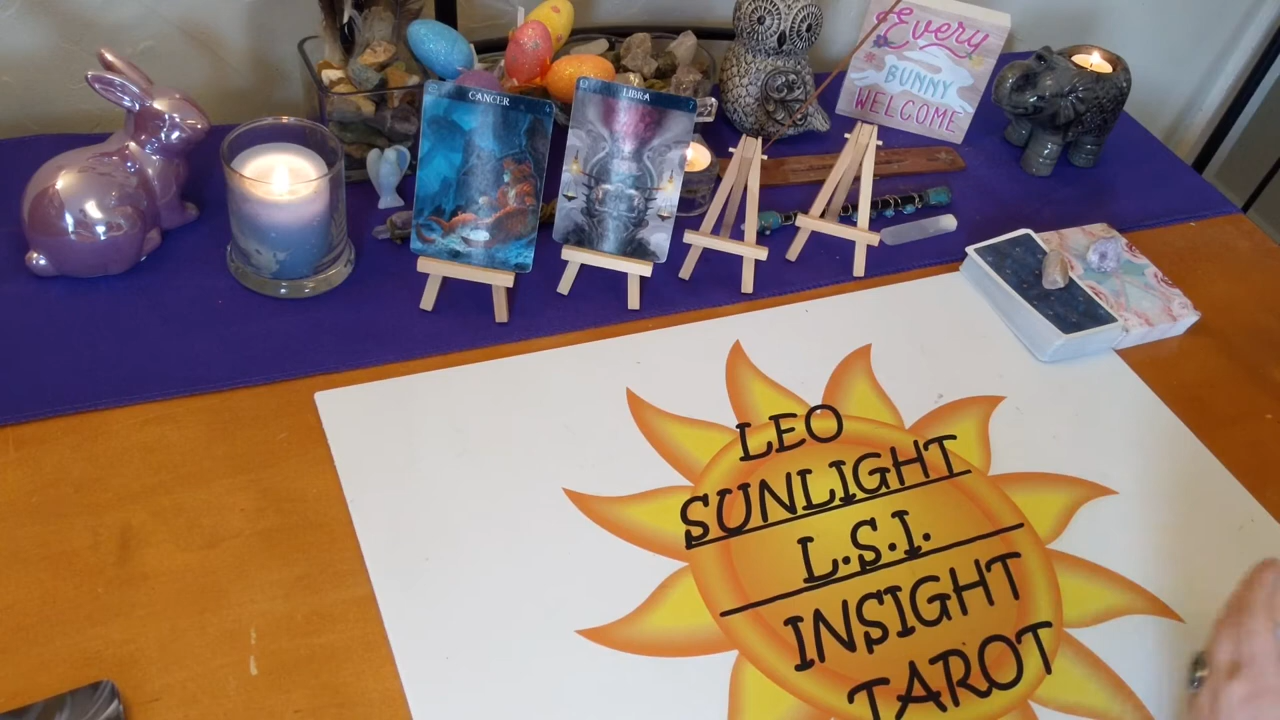 CANCER
LIBRA
Every
BUNNY
WELCOME
LEO
SUNLIGHT
L.S.I.
INSIGHT
TAROT